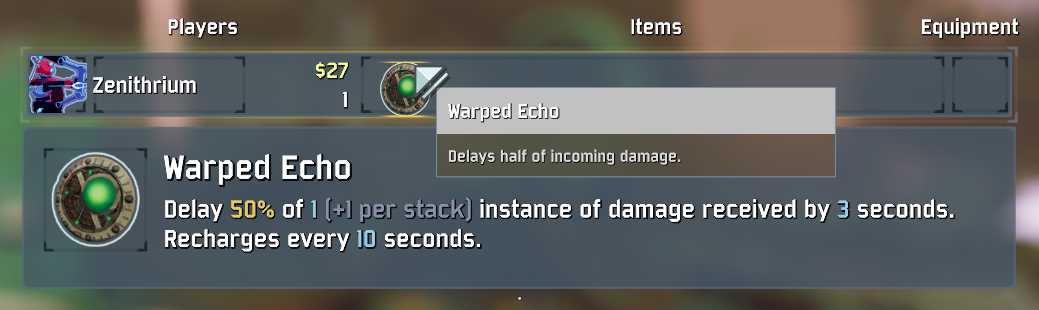 Players Items Equipment
Zenithrium $27
1
Warped Echo
Delays half of incoming damage.
Warped Echo
Delay 50% of 1 (+1 per stack) instance of damage received by 3 seconds.
Recharges every 10 seconds.